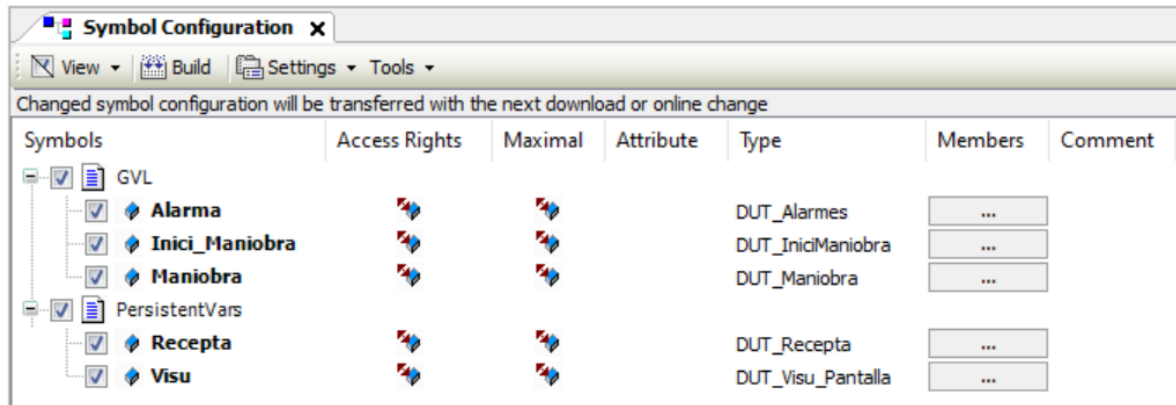 Symbol Configuration X
View Build Settings Tools
Changed symbol configuration will be transferred with the next download or online change
Symbols Access Rights Maximal Attribute Type Members Comment
GVL
Alarma DUT_Alarmes ...
Inici_Maniobra DUT_IniciManiobra ...
Maniobra DUT_Maniobra ...
PersistentVars
Recepta DUT_Recepta ...
Visu DUT_Visu_Pantalla ...